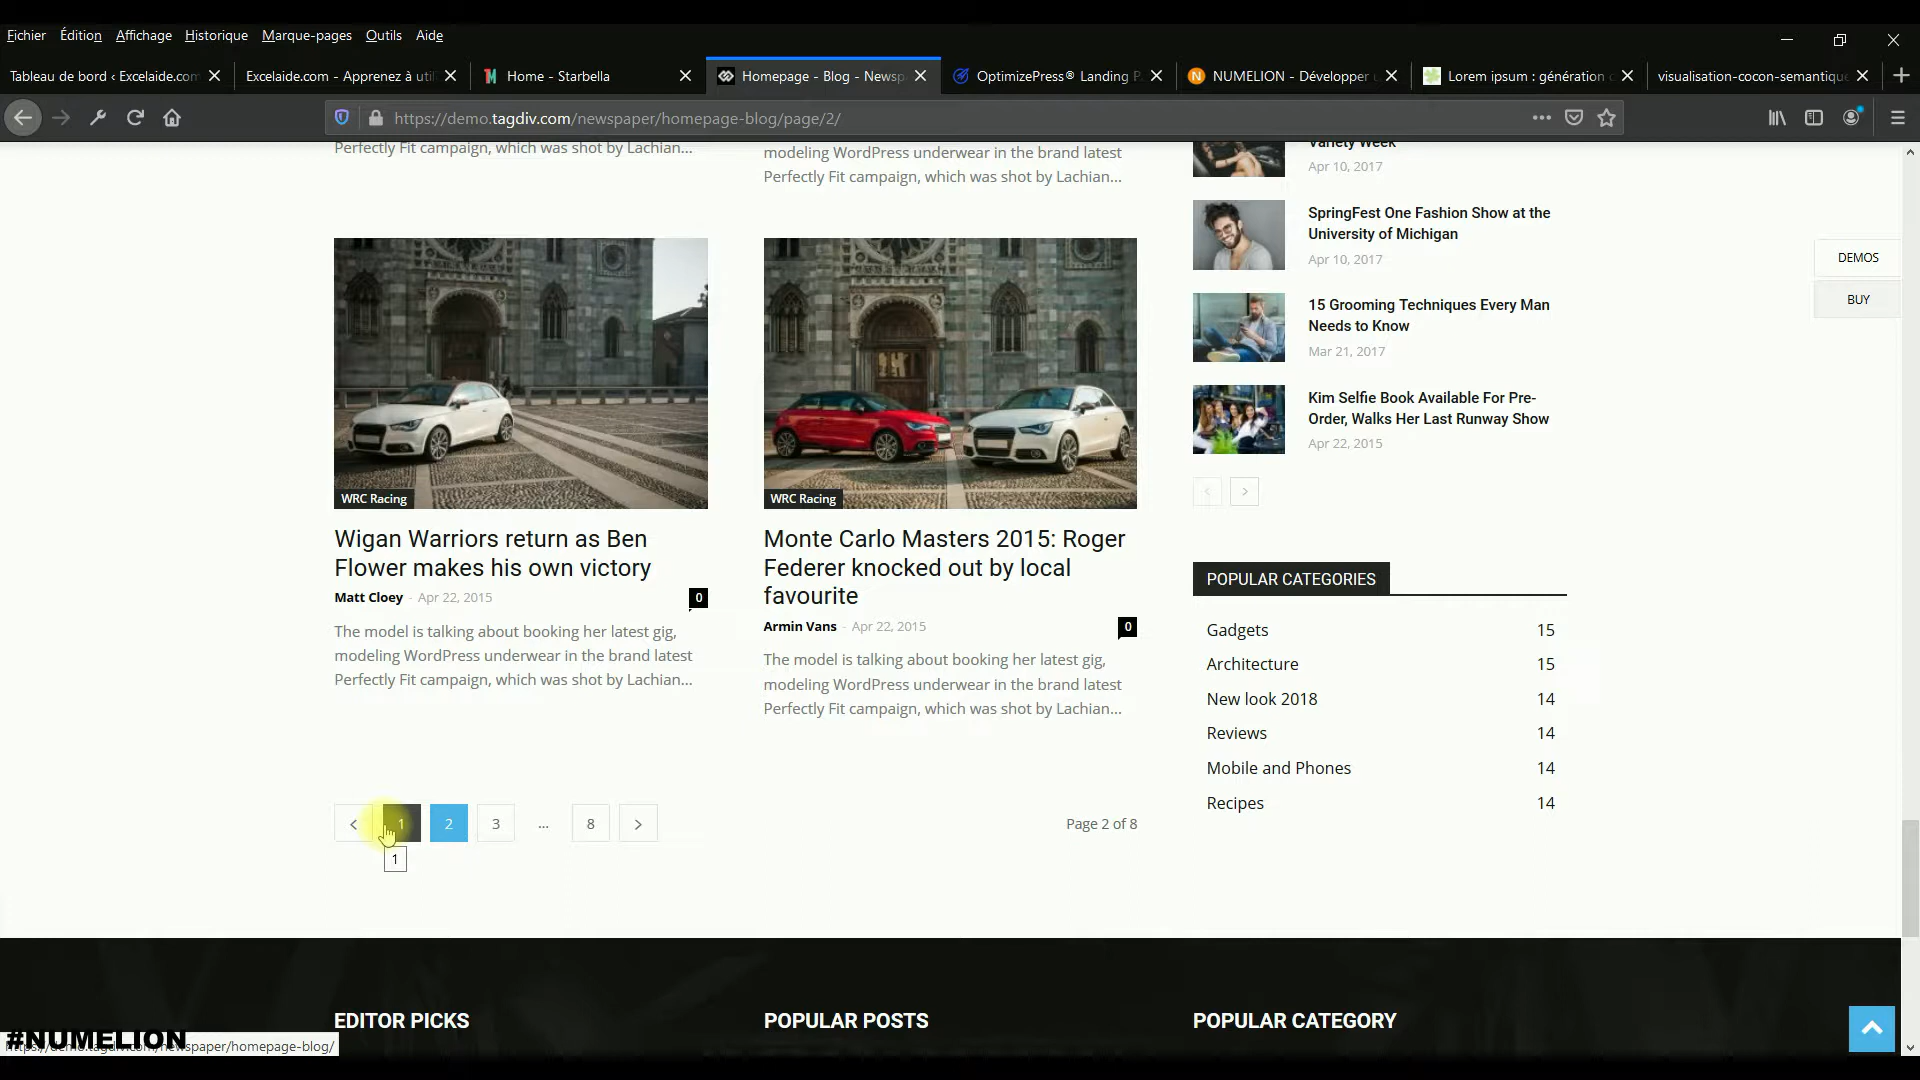 Fichier Édition Affichage Historique Marque-pages Outils Aide
Tableau de bord ‹ Excelaide.com
Excelaide.com - Apprenez à uti
Home - Starbella
Homepage - Blog - Newsp
OptimizePress® Landing P
NUMELION - Développer
Lorem ipsum : génération
visualisation-cocon-semantique
https://demo.tagdiv.com/newspaper/homepage-blog/page/2/
Perfectly Fit campaign, which was shot by Lachian...
modeling WordPress underwear in the brand latest
Perfectly Fit campaign, which was shot by Lachian...
WRC Racing
Wigan Warriors return as Ben
Flower makes his own victory
Matt Cloey - Apr 22, 2015
0
The model is talking about booking her latest gig,
modeling WordPress underwear in the brand latest
Perfectly Fit campaign, which was shot by Lachian...
WRC Racing
Monte Carlo Masters 2015: Roger
Federer knocked out by local
favourite
Armin Vans - Apr 22, 2015
0
The model is talking about booking her latest gig,
modeling WordPress underwear in the brand latest
Perfectly Fit campaign, which was shot by Lachian...
< 1 2 3 ... 8 >
1
Page 2 of 8
Variety Week
Apr 10, 2017
SpringFest One Fashion Show at the
University of Michigan
Apr 10, 2017
15 Grooming Techniques Every Man
Needs to Know
Mar 21, 2017
Kim Selfie Book Available For Pre-
Order, Walks Her Last Runway Show
Apr 22, 2015
POPULAR CATEGORIES
Gadgets 15
Architecture 15
New look 2018 14
Reviews 14
Mobile and Phones 14
Recipes 14
DEMOS
BUY
EDITOR PICKS
POPULAR POSTS
POPULAR CATEGORY
#NUMELION
https://demo.tagdiv.com/newspaper/homepage-blog/